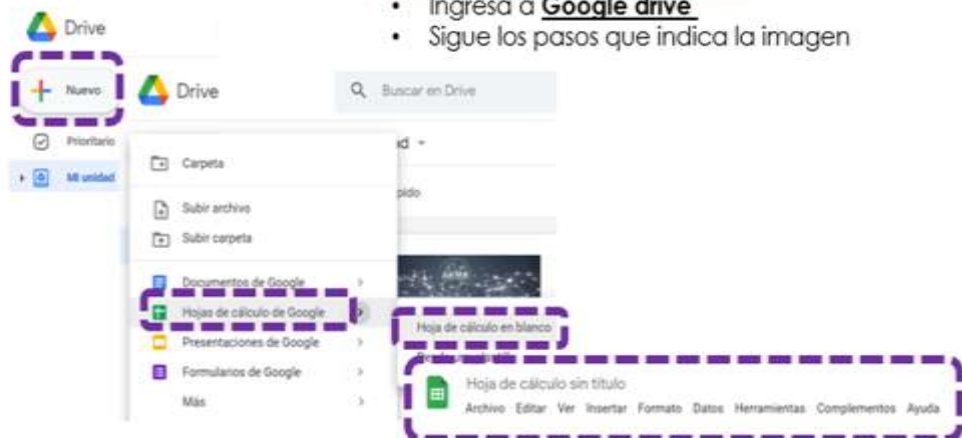 • Ingresa a Google drive
• Sigue los pasos que indica la imagen
Drive
Nuevo
Drive
Buscar en Drive
Prioritario
Mi unidad
Carpeta
Subir archivo
Subir carpeta
Documentos de Google
Hojas de cálculo de Google
Presentaciones de Google
Formularios de Google
Más
Hoja de cálculo en blanco
Hoja de cálculo sin título
Archivo Editar Ver Insertar Formato Datos Herramientas Complementos Ayuda